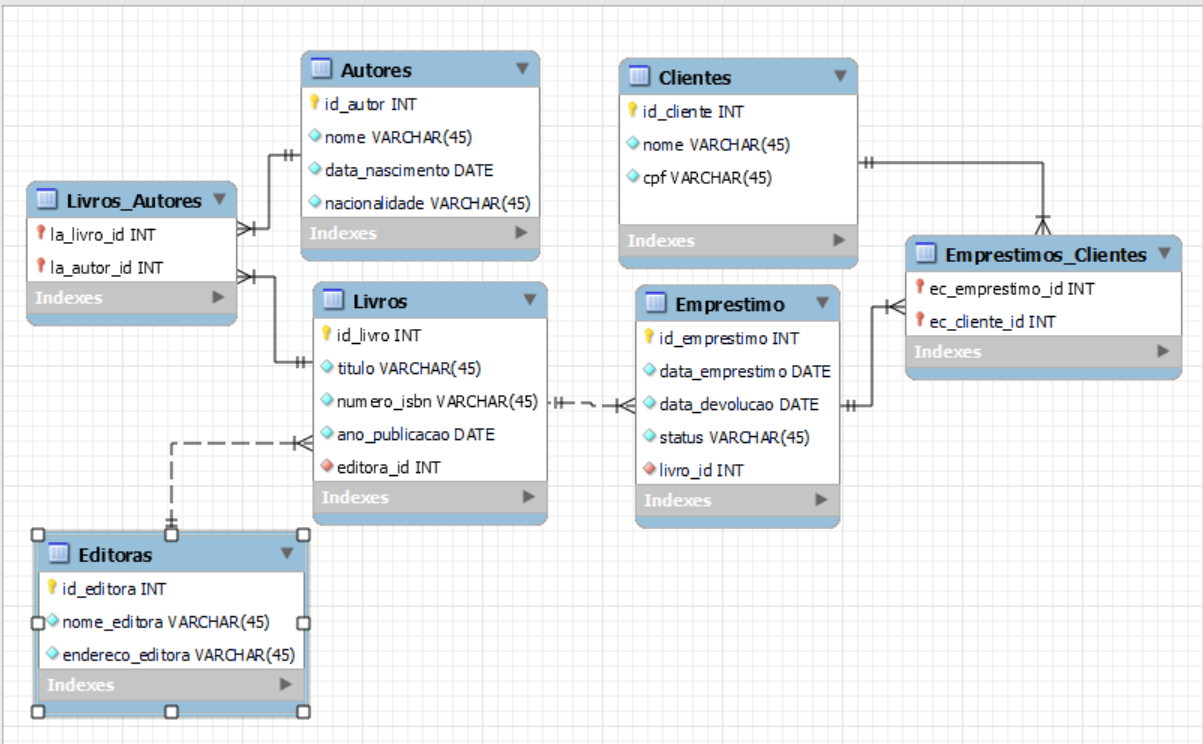 Autores
id_autor INT
nome VARCHAR(45)
data_nascimento DATE
nacionalidade VARCHAR(45)
Indexes
Clientes
id_cliente INT
nome VARCHAR(45)
cpf VARCHAR(45)
Indexes
Livros_Autores
la_livro_id INT
la_autor_id INT
Indexes
Livros
id_livro INT
titulo VARCHAR(45)
numero_isbn VARCHAR(45)
ano_publicacao DATE
editora_id INT
Indexes
Emprestimo
id_emprestimo INT
data_emprestimo DATE
data_devolucao DATE
status VARCHAR(45)
livro_id INT
Indexes
Emprestimos_Clientes
ec_emprestimo_id INT
ec_cliente_id INT
Indexes
Editoras
id_editora INT
nome_editora VARCHAR(45)
endereco_editora VARCHAR(45)
Indexes